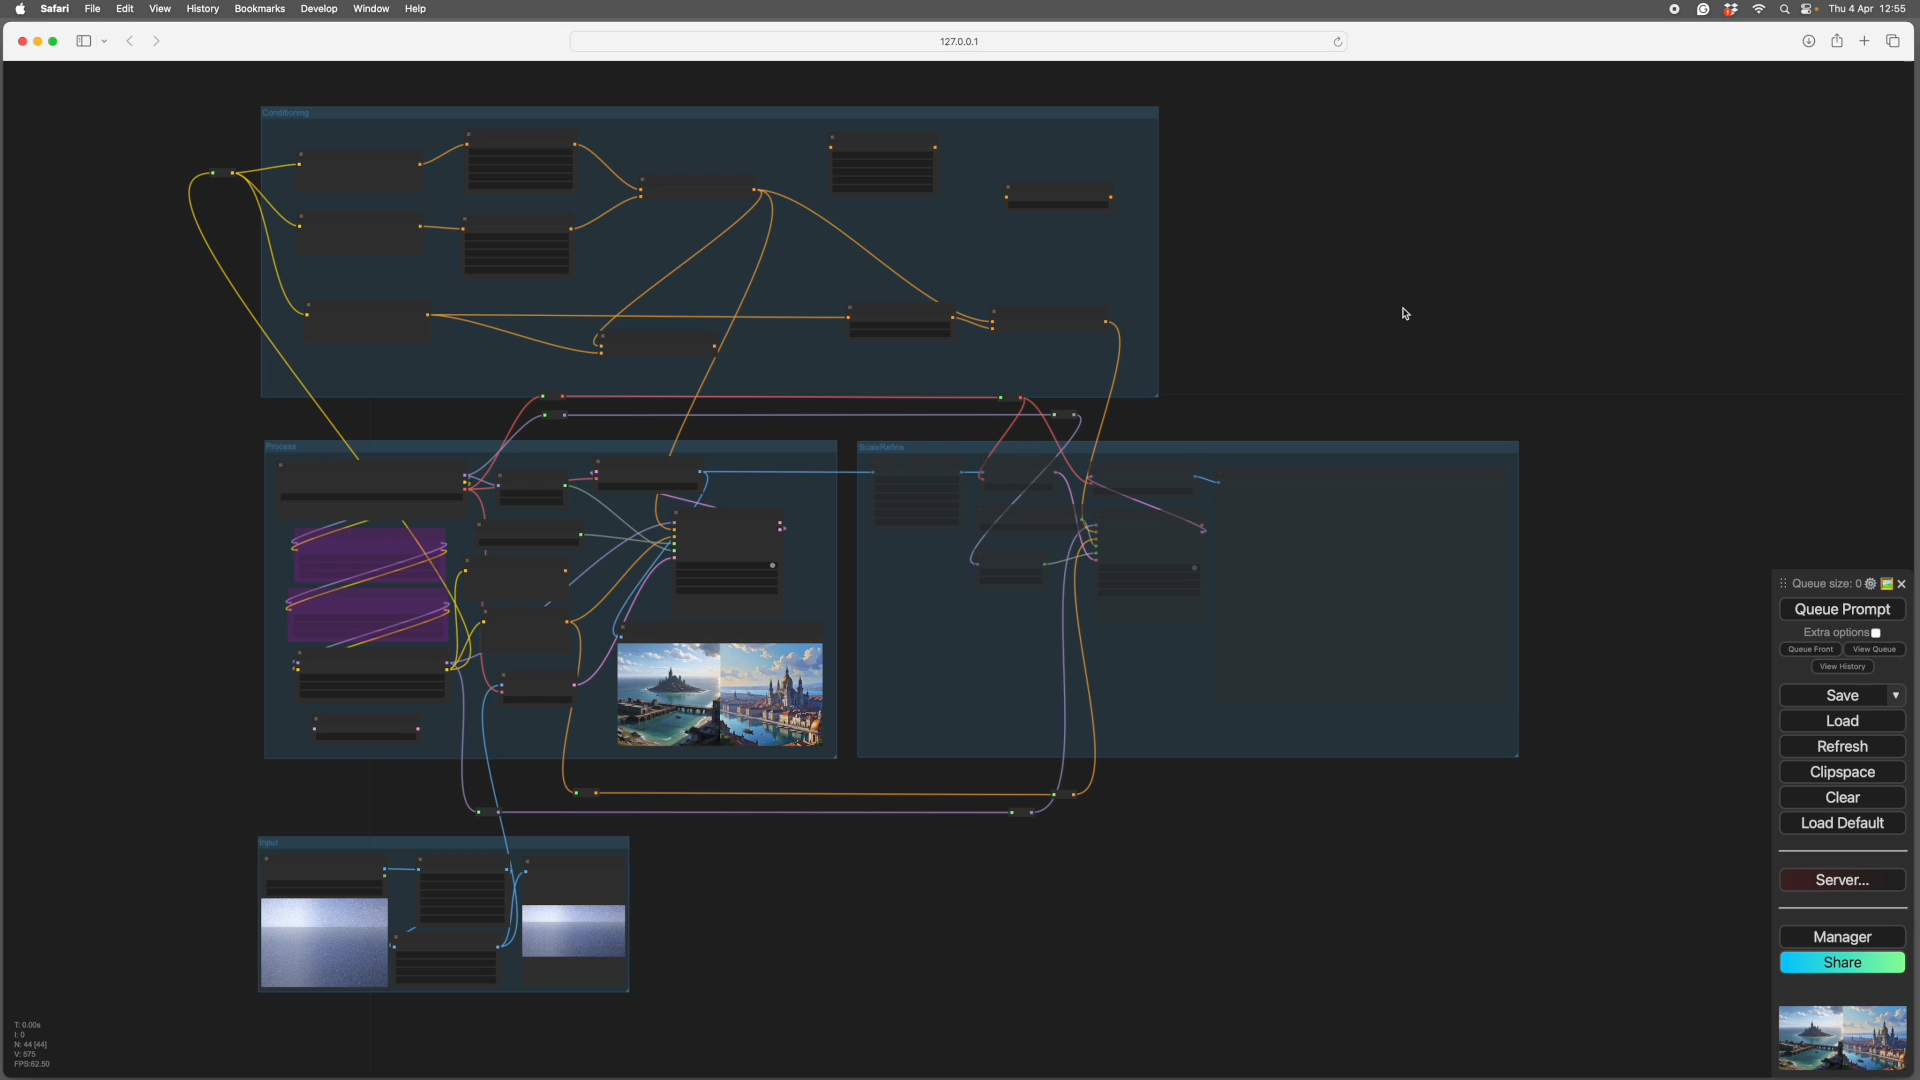 Safari File Edit View History Bookmarks Develop Window Help Thu 4 Apr 12:55
127.0.0.1
Conditioning
Process
ScaleRefine
Input
Queue size: 0
Queue Prompt
Extra options
Queue Front View Queue
View History
Save ▼
Load
Refresh
Clipspace
Clear
Load Default
Server...
Manager
Share
T: 0.00s
I: 0
N: 44 [44]
V: 575
FPS:62.50